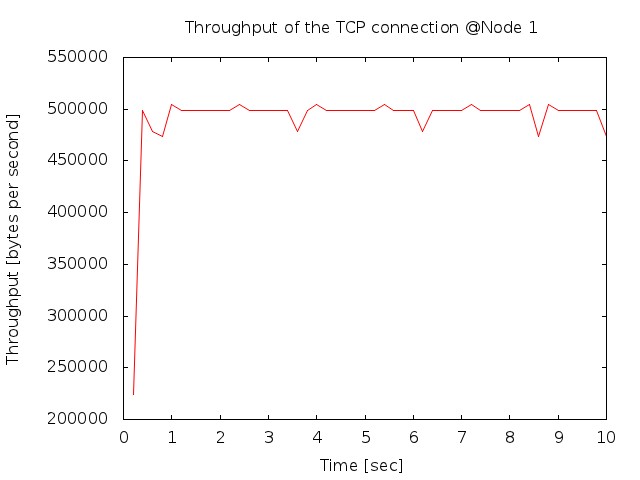 Throughput of the TCP connection @Node 1
550000
500000
450000
400000
350000
300000
250000
200000
Throughput [bytes per second]
0 1 2 3 4 5 6 7 8 9 10
Time [sec]